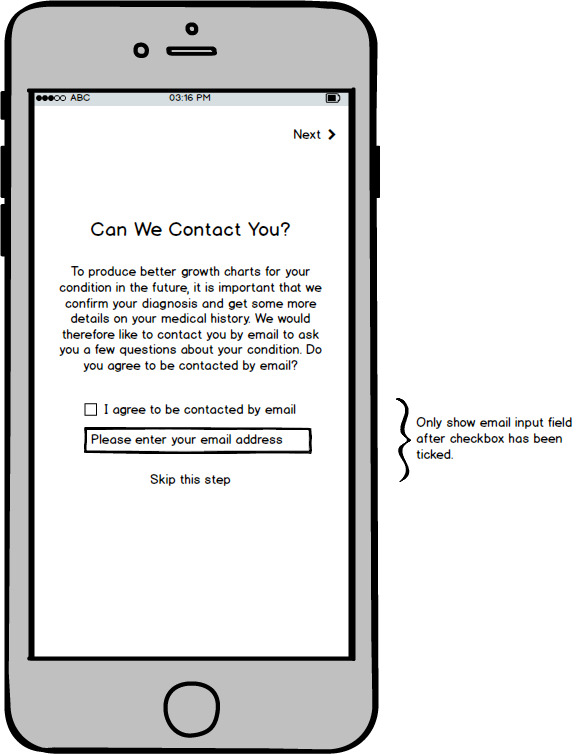 ABC 03:16 PM
Next
Can We Contact You?
To produce better growth charts for your
condition in the future, it is important that we
confirm your diagnosis and get some more
details on your medical history. We would
therefore like to contact you by email to ask
you a few questions about your condition. Do
you agree to be contacted by email?
I agree to be contacted by email
Please enter your email address
Skip this step
Only show email input field
after checkbox has been
ticked.